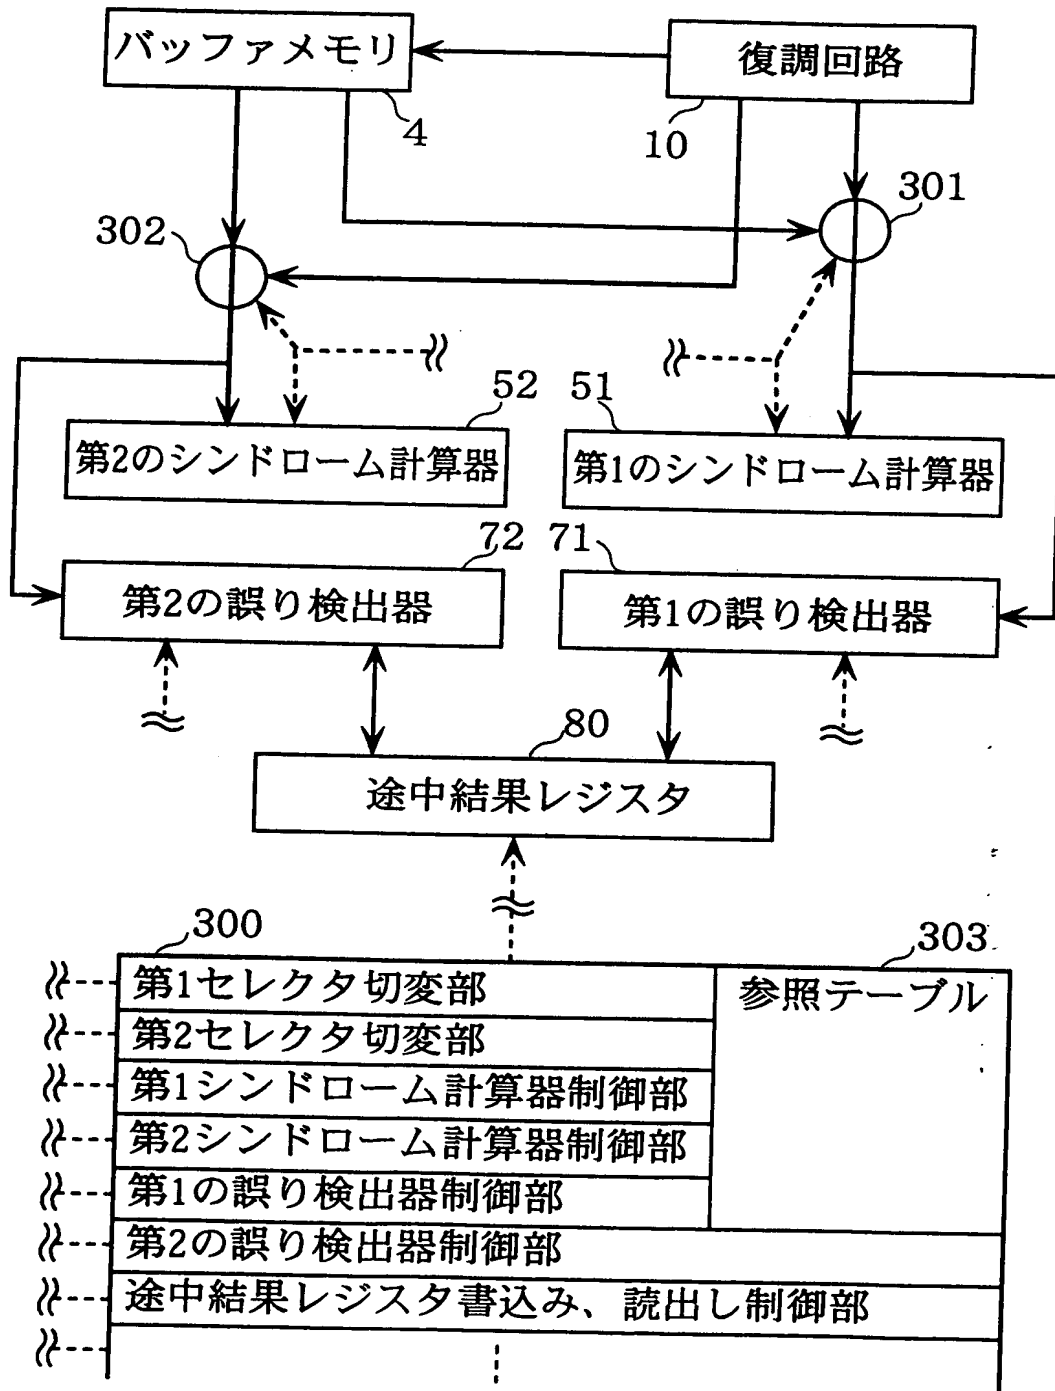 バッファメモリ
復調回路
4
10
301
302
52
51
第2のシンドローム計算器
第1のシンドローム計算器
72
71
第2の誤り検出器
第1の誤り検出器
80
途中結果レジスタ
300
303
第1セレクタ切変部
参照テーブル
第2セレクタ切変部
第1シンドローム計算器制御部
第2シンドローム計算器制御部
第1の誤り検出器制御部
第2の誤り検出器制御部
途中結果レジスタ書込み、読出し制御部